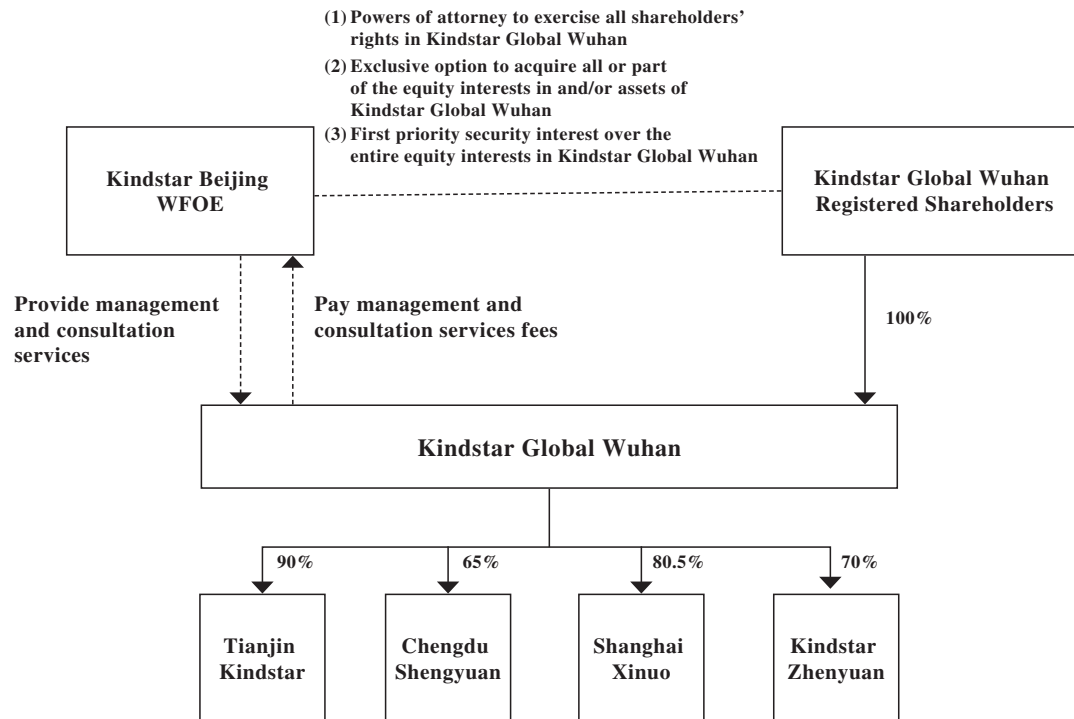 (1) Powers of attorney to exercise all shareholders’
rights in Kindstar Global Wuhan
(2) Exclusive option to acquire all or part
of the equity interests in and/or assets of
Kindstar Global Wuhan
(3) First priority security interest over the
entire equity interests in Kindstar Global Wuhan
Kindstar Beijing
WFOE
Kindstar Global Wuhan
Registered Shareholders
Provide management
and consultation
services
Pay management and
consultation services fees
100%
Kindstar Global Wuhan
90%
65%
80.5%
70%
Tianjin
Kindstar
Chengdu
Shengyuan
Shanghai
Xinuo
Kindstar
Zhenyuan